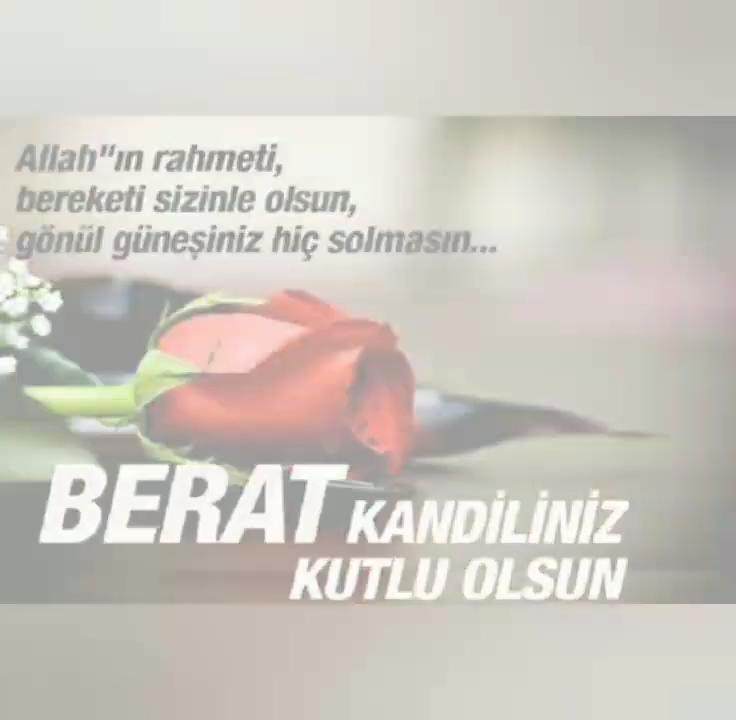 Allah"ın rahmeti,
bereketi sizinle olsun,
gönül güneşiniz hiç solmasın...
BERAT KANDİLİNİZ
KUTLU OLSUN